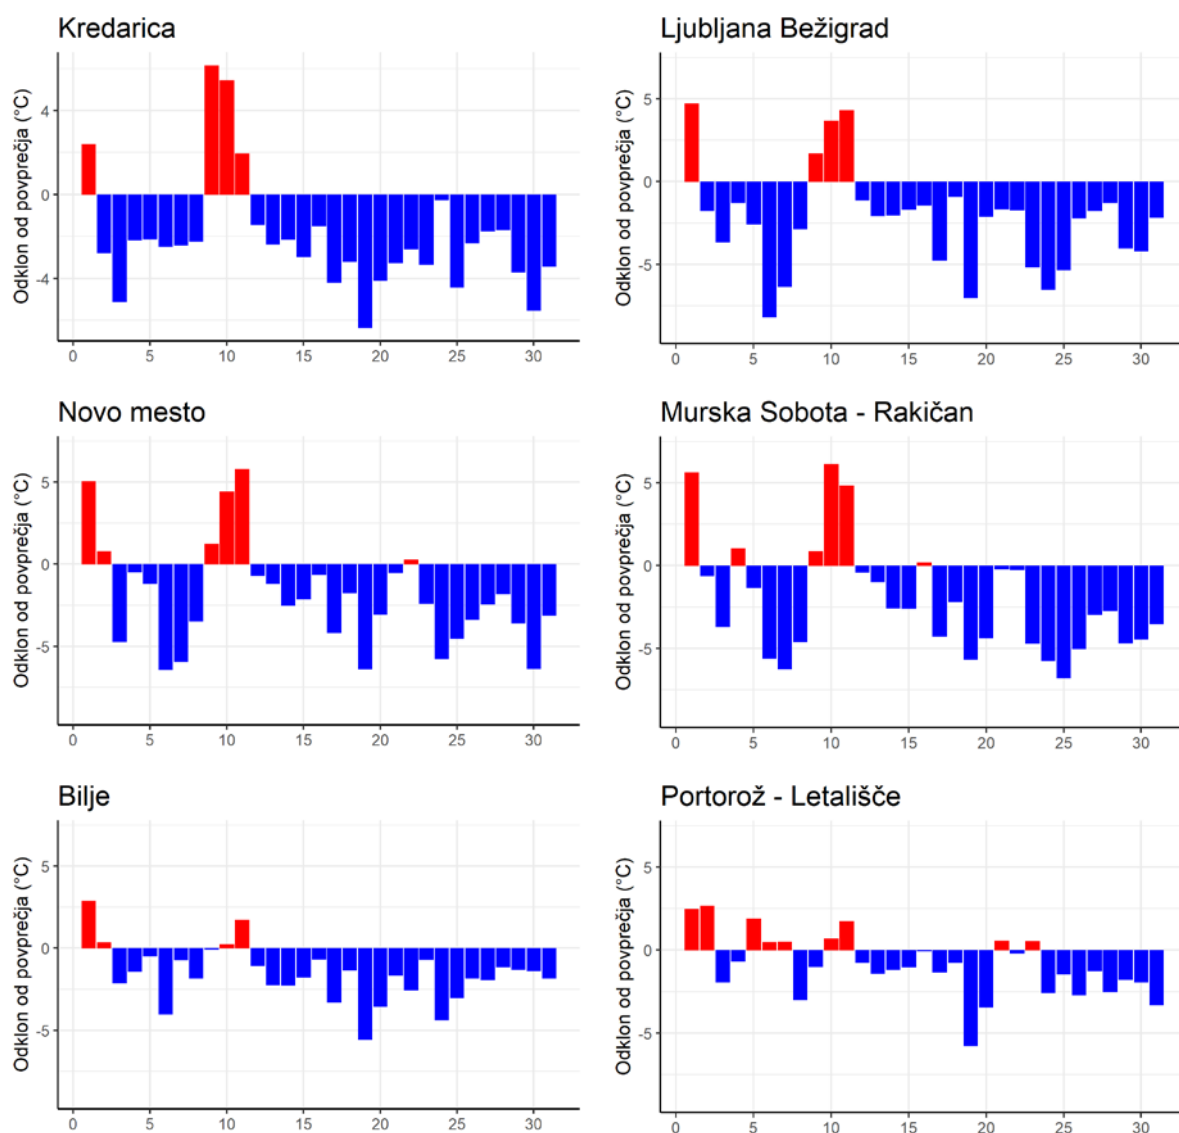 Kredarica
Odklon od povprečja (°C)
4
0
-4
0 5 10 15 20 25 30
Ljubljana Bežigrad
Odklon od povprečja (°C)
5
0
-5
0 5 10 15 20 25 30
Novo mesto
Odklon od povprečja (°C)
5
0
-5
0 5 10 15 20 25 30
Murska Sobota - Rakičan
Odklon od povprečja (°C)
5
0
-5
0 5 10 15 20 25 30
Bilje
Odklon od povprečja (°C)
5
0
-5
0 5 10 15 20 25 30
Portorož - Letališče
Odklon od povprečja (°C)
5
0
-5
0 5 10 15 20 25 30